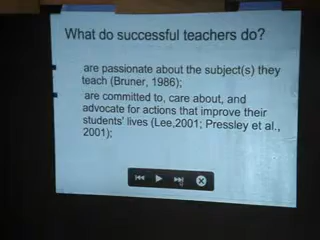 What do successful teachers do?
are passionate about the subject(s) they
teach (Bruner, 1986);
are committed to, care about, and
advocate for actions that improve their
students' lives (Lee,2001; Pressley et al.,
2001);